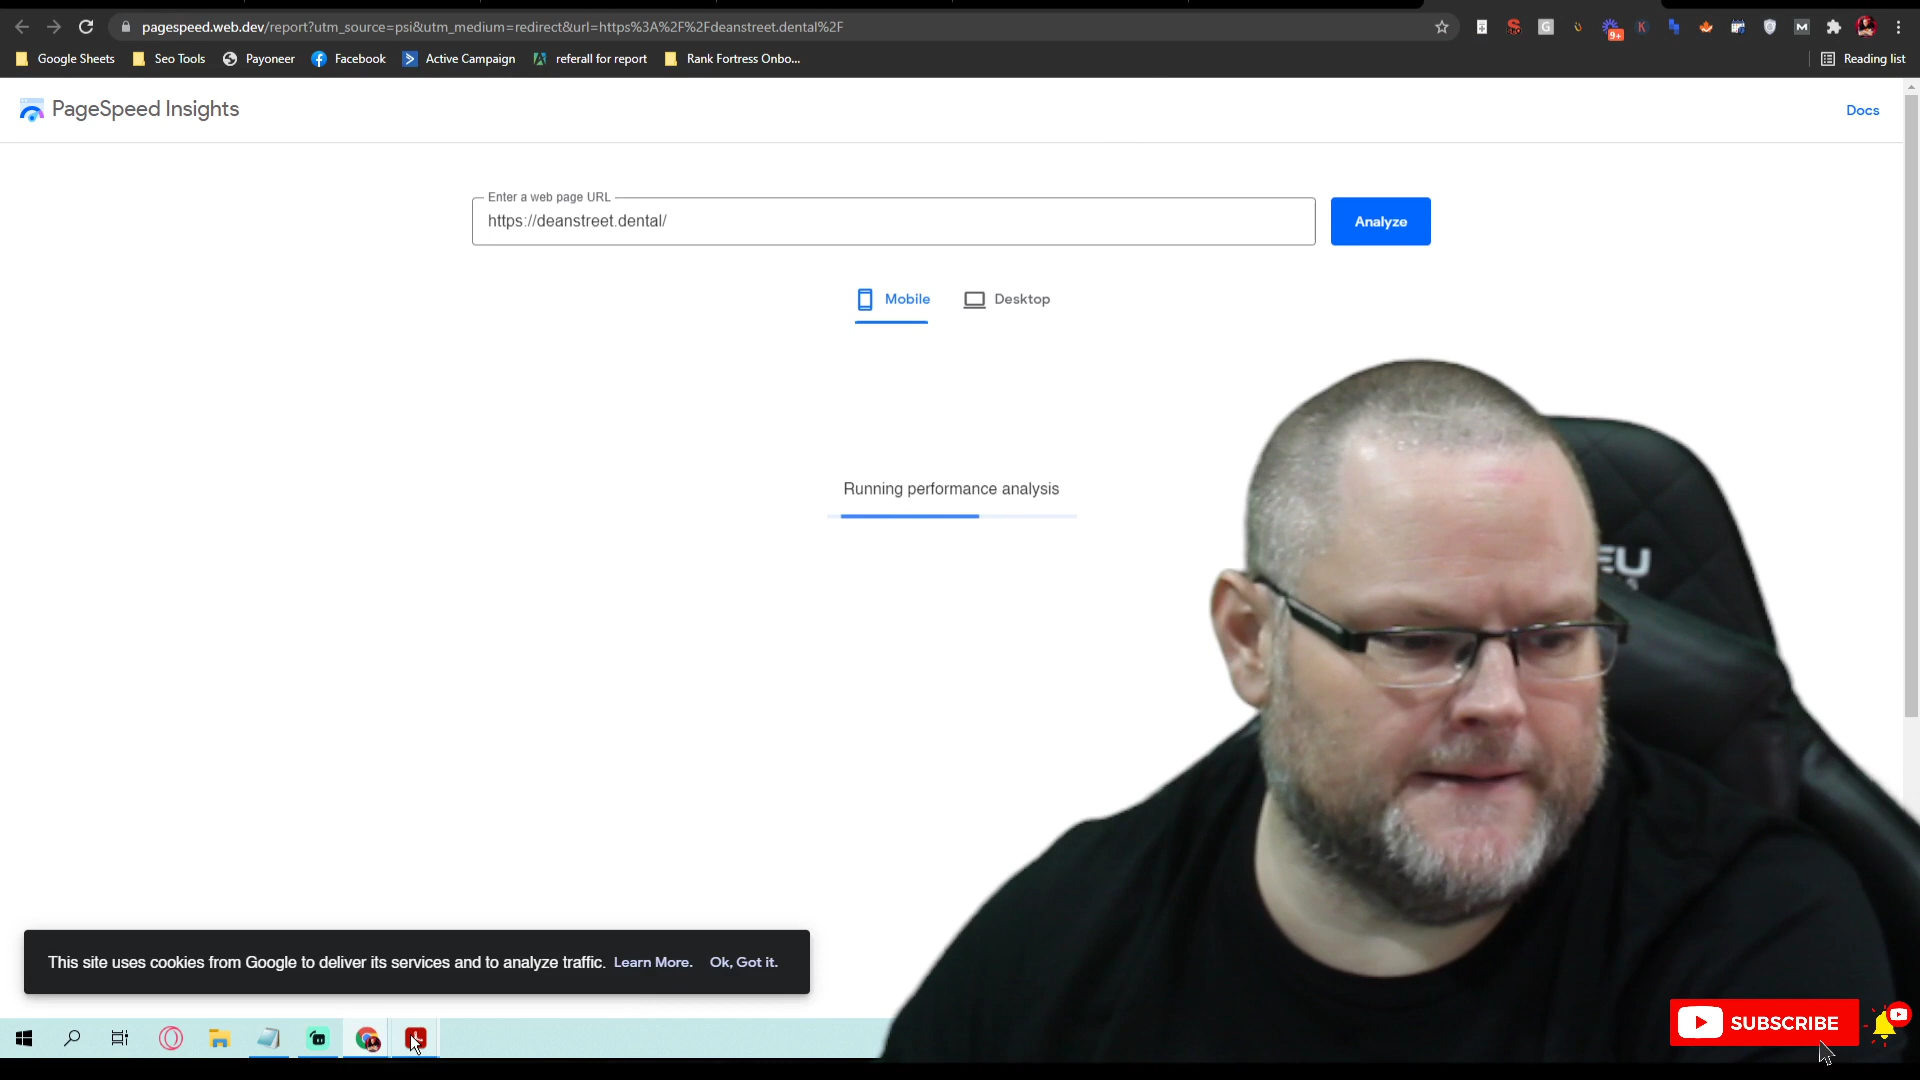 pagespeed.web.dev/report?utm_source=psi&utm_medium=redirect&url=https%3A%2F%2Fdeanstreet.dental%2F
9+
Google Sheets Seo Tools Payoneer Facebook Active Campaign referall for report Rank Fortress Onbo... Reading list
PageSpeed Insights
Docs
Enter a web page URL
https://deanstreet.dental/
Analyze
Mobile Desktop
Running performance analysis
This site uses cookies from Google to deliver its services and to analyze traffic. Learn More. Ok, Got it.
SUBSCRIBE